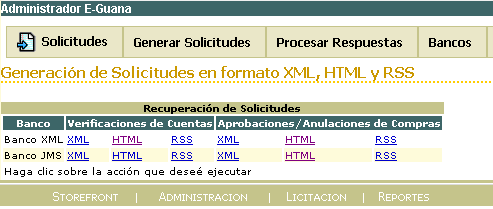 Administrador E-Guana
Solicitudes Generar Solicitudes Procesar Respuestas Bancos
Generación de Solicitudes en formato XML, HTML y RSS
Recuperación de Solicitudes
Banco Verificaciones de Cuentas Aprobaciones/Anulaciones de Compras
Banco XML XML HTML RSS XML HTML RSS
Banco JMS XML HTML RSS XML HTML RSS
Haga clic sobre la acción que deseé ejecutar
STOREFRONT | ADMINISTRACION | LICITACION | REPORTES